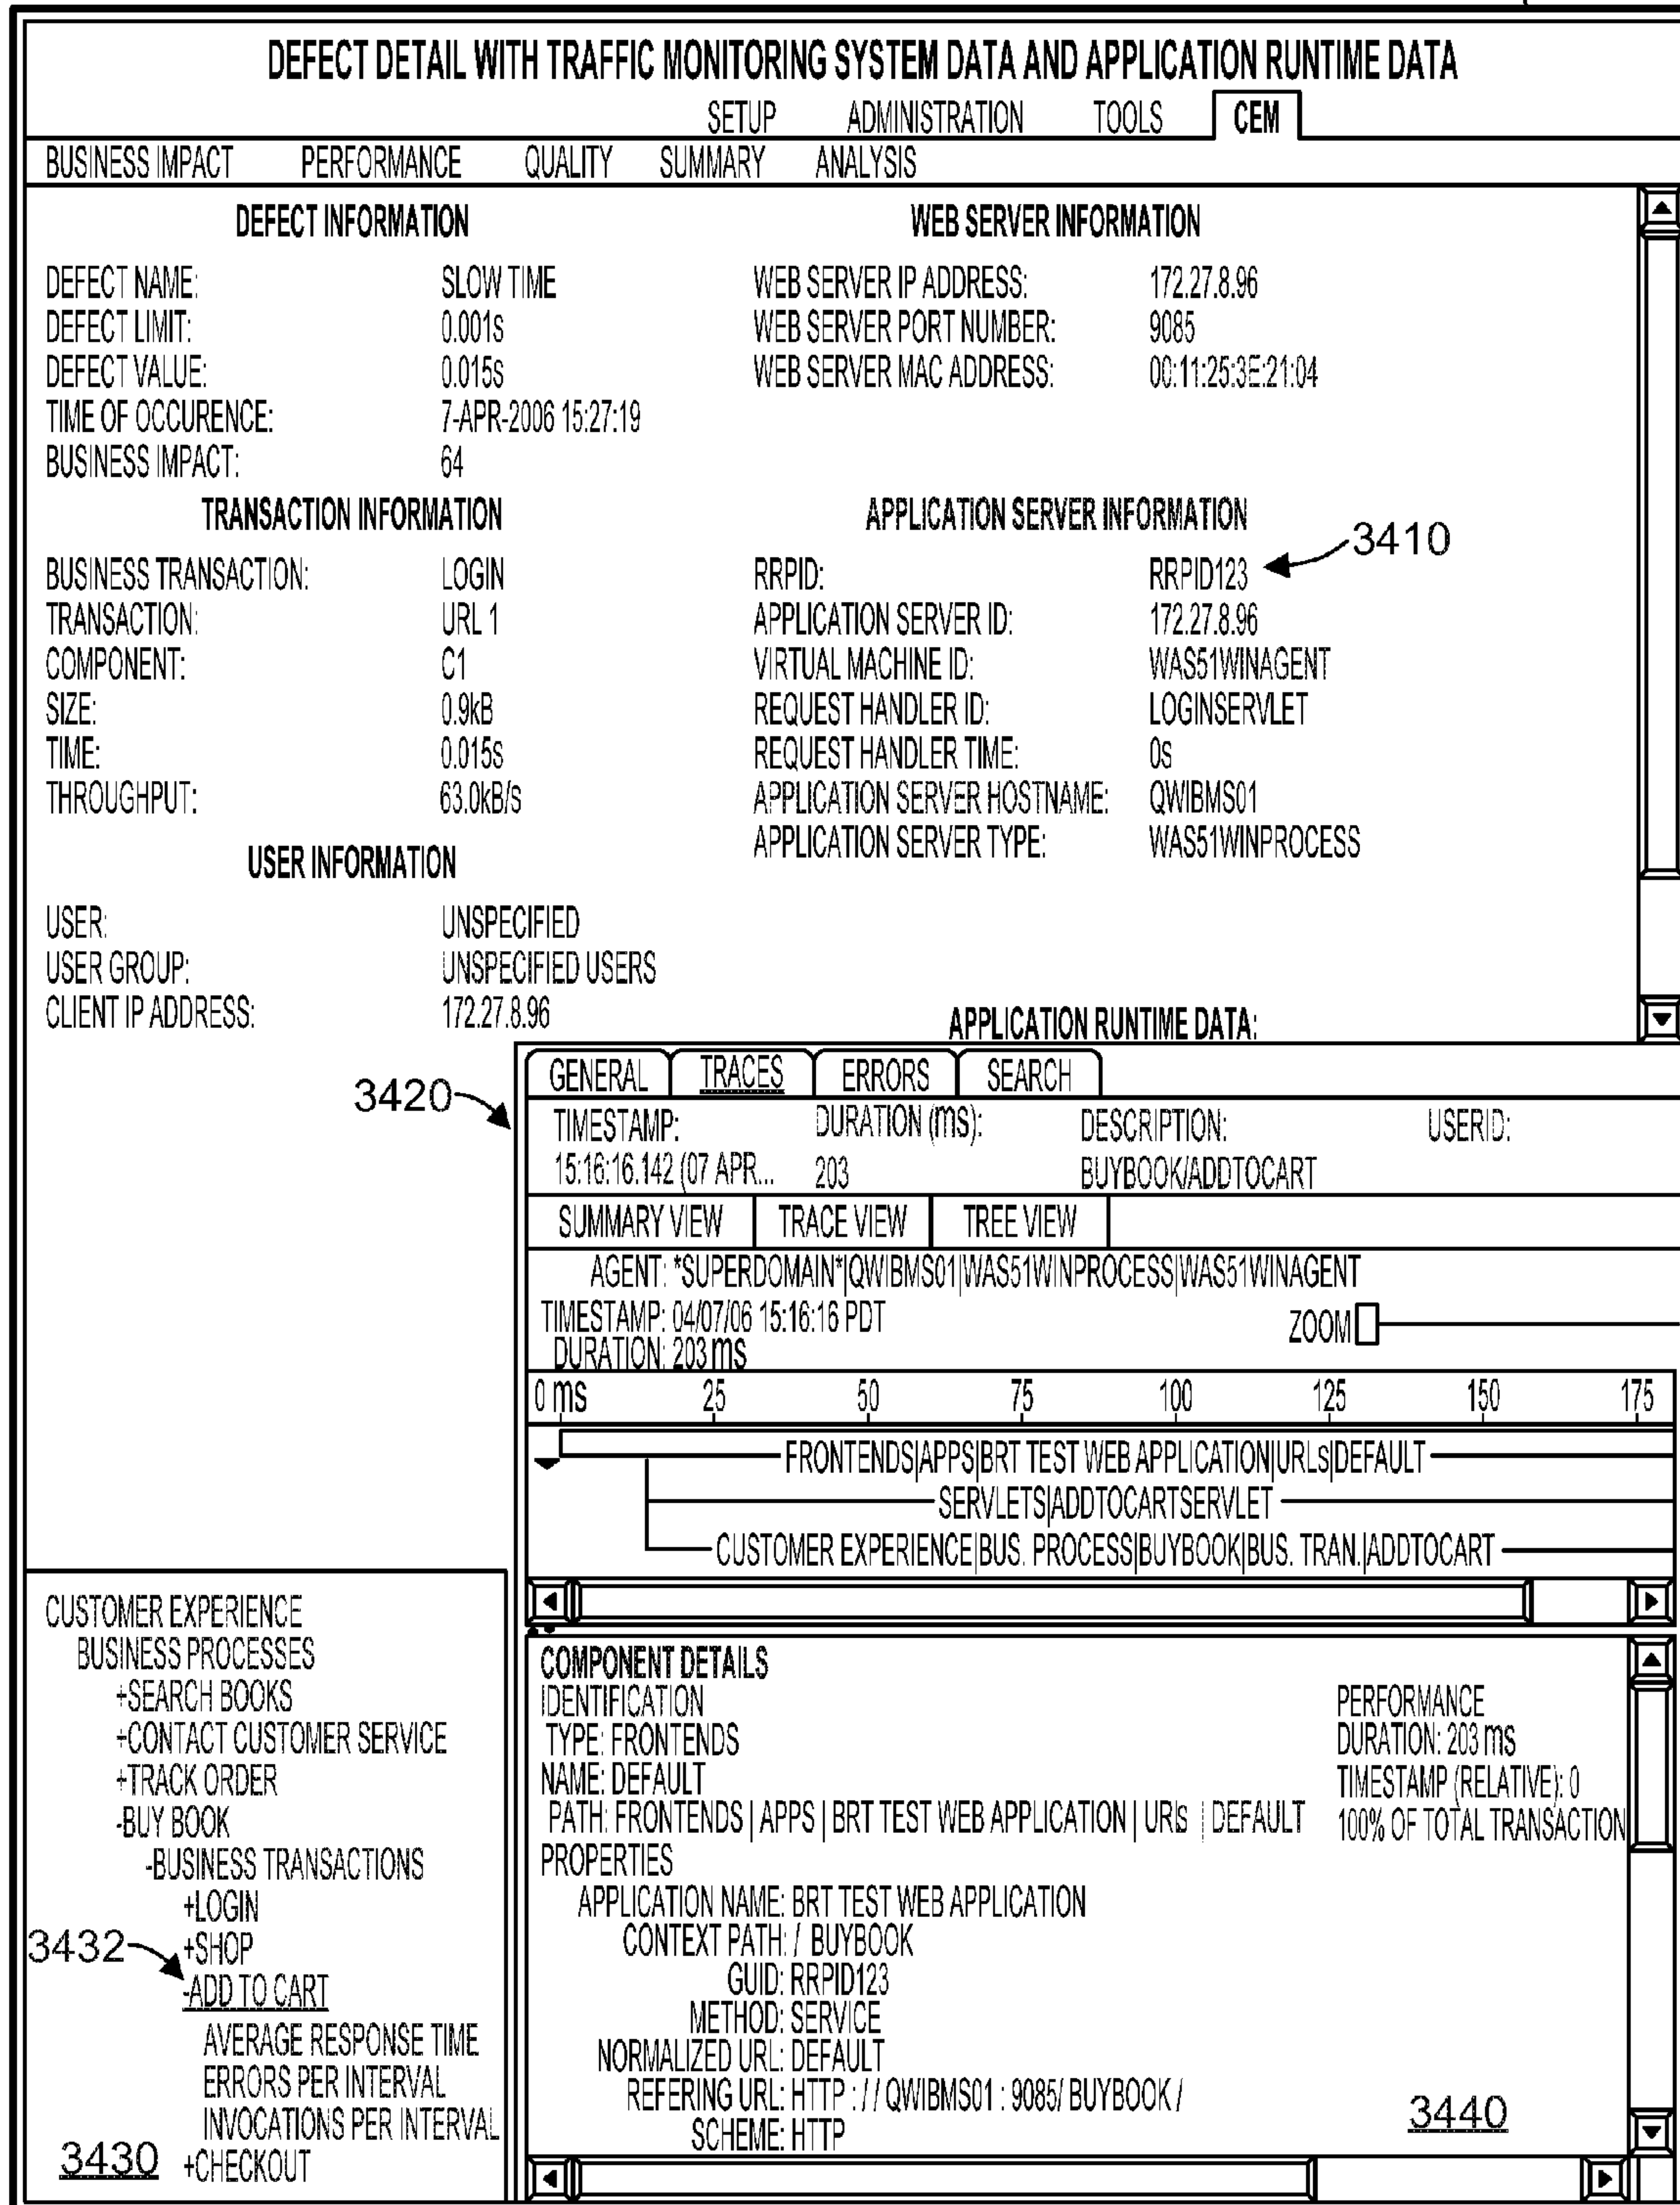 DEFECT DETAIL WITH TRAFFIC MONITORING SYSTEM DATA AND APPLICATION RUNTIME DATA
SETUP ADMINISTRATION TOOLS CEM
BUSINESS IMPACT PERFORMANCE QUALITY SUMMARY ANALYSIS
DEFECT INFORMATION
DEFECT NAME: SLOW TIME
DEFECT LIMIT: 0.001s
DEFECT VALUE: 0.015s
TIME OF OCCURENCE: 7-APR-2006 15:27:19
BUSINESS IMPACT: 64
WEB SERVER INFORMATION
WEB SERVER IP ADDRESS: 172.27.8.96
WEB SERVER PORT NUMBER: 9085
WEB SERVER MAC ADDRESS: 00:11:25:3E:21:04
TRANSACTION INFORMATION
BUSINESS TRANSACTION: LOGIN
TRANSACTION: URL 1
COMPONENT: C1
SIZE: 0.9kB
TIME: 0.015s
THROUGHPUT: 63.0kB/s
APPLICATION SERVER INFORMATION
3410
RRPID: RRPID123
APPLICATION SERVER ID: 172.27.8.96
VIRTUAL MACHINE ID: WAS51WINAGENT
REQUEST HANDLER ID: LOGINSERVLET
REQUEST HANDLER TIME: 0s
APPLICATION SERVER HOSTNAME: QWIBMS01
APPLICATION SERVER TYPE: WAS51WINPROCESS
USER INFORMATION
USER: UNSPECIFIED
USER GROUP: UNSPECIFIED USERS
CLIENT IP ADDRESS: 172.27.8.96
APPLICATION RUNTIME DATA:
3420
GENERAL TRACES ERRORS SEARCH
TIMESTAMP: DURATION (ms): DESCRIPTION: USERID:
15:16:16.142 (07 APR... 203 BUYBOOK/ADDTOCART
SUMMARY VIEW TRACE VIEW TREE VIEW
AGENT: *SUPERDOMAIN*|QWIBMS01|WAS51WINPROCESS|WAS51WINAGENT
TIMESTAMP: 04/07/06 15:16:16 PDT
ZOOM
DURATION: 203 ms
0 ms 25 50 75 100 125 150 175
FRONTENDS|APPS|BRT TEST WEB APPLICATION|URLs|DEFAULT
SERVLETS|ADDTOCARTSERVLET
CUSTOMER EXPERIENCE|BUS. PROCESS|BUYBOOK|BUS. TRAN.|ADDTOCART
CUSTOMER EXPERIENCE
BUSINESS PROCESSES
+SEARCH BOOKS
+CONTACT CUSTOMER SERVICE
+TRACK ORDER
-BUY BOOK
-BUSINESS TRANSACTIONS
+LOGIN
+SHOP
3432
-ADD TO CART
AVERAGE RESPONSE TIME
ERRORS PER INTERVAL
INVOCATIONS PER INTERVAL
+CHECKOUT
3430
COMPONENT DETAILS
IDENTIFICATION
TYPE: FRONTENDS
NAME: DEFAULT
PATH: FRONTENDS | APPS | BRT TEST WEB APPLICATION | URls | DEFAULT
PERFORMANCE
DURATION: 203 ms
TIMESTAMP (RELATIVE): 0
100% OF TOTAL TRANSACTION
PROPERTIES
APPLICATION NAME: BRT TEST WEB APPLICATION
CONTEXT PATH: / BUYBOOK
GUID: RRPID123
METHOD: SERVICE
NORMALIZED URL: DEFAULT
REFERING URL: HTTP : / / QWIBMS01 : 9085/ BUYBOOK /
SCHEME: HTTP
3440